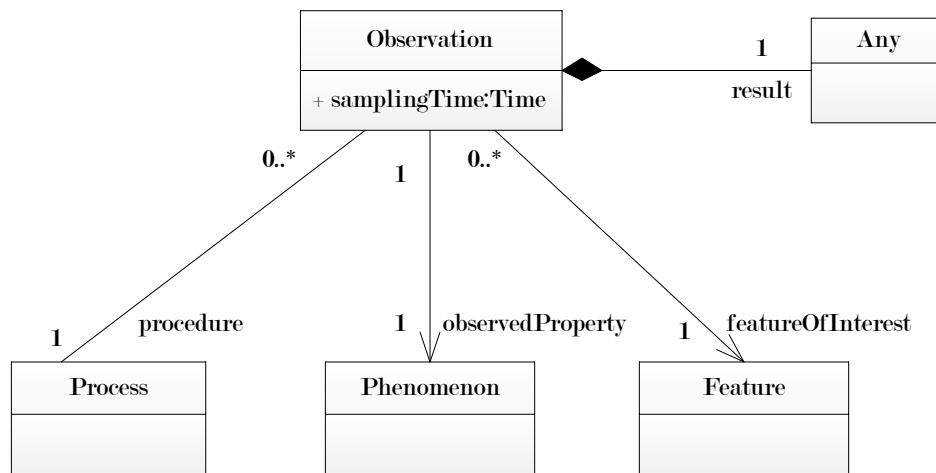 Observation
+ samplingTime:Time
1
result
Any
0..*
1
0..*
1
procedure
1
observedProperty
1
featureOfInterest
Process
Phenomenon
Feature